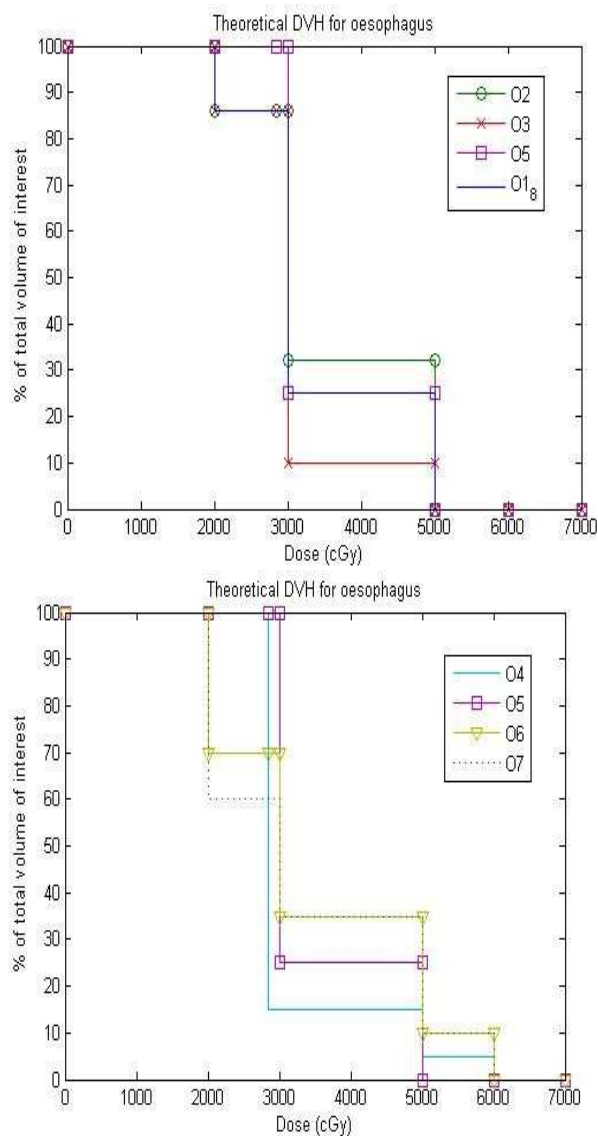 Theoretical DVH for oesophagus
100
90
80
70
60
50
40
30
20
10
0
% of total volume of interest
O2
O3
O5
O1_8
0 1000 2000 3000 4000 5000 6000 7000
Dose (cGy)
Theoretical DVH for oesophagus
100
90
80
70
60
50
40
30
20
10
0
% of total volume of interest
O4
O5
O6
O7
0 1000 2000 3000 4000 5000 6000 7000
Dose (cGy)